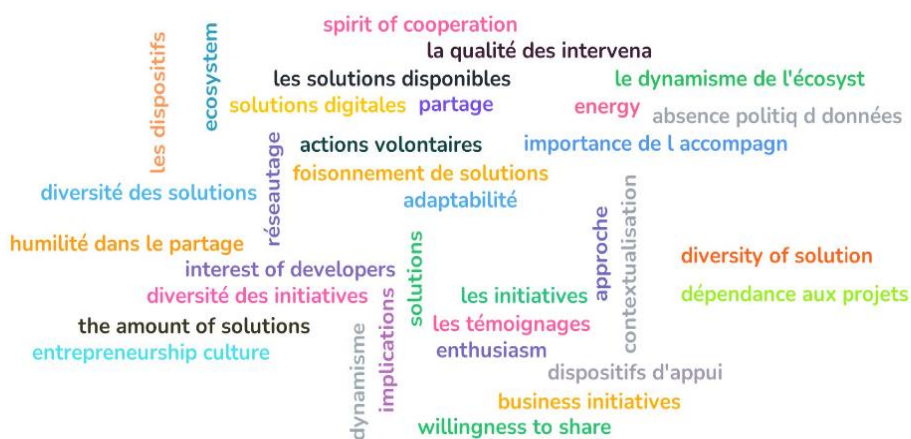 spirit of cooperation
la qualité des intervena
les dispositifs
ecosystem
les solutions disponibles
le dynamisme de l'écosyst
solutions digitales
partage
energy
absence politiq d données
réseautage
actions volontaires
importance de l accompagn
foisonnement de solutions
diversité des solutions
adaptabilité
approche
contextualisation
humilité dans le partage
solutions
diversity of solution
interest of developers
diversité des initiatives
implications
les initiatives
dépendance aux projets
the amount of solutions
dynamisme
les témoignages
entrepreneurship culture
enthusiasm
dispositifs d'appui
business initiatives
willingness to share